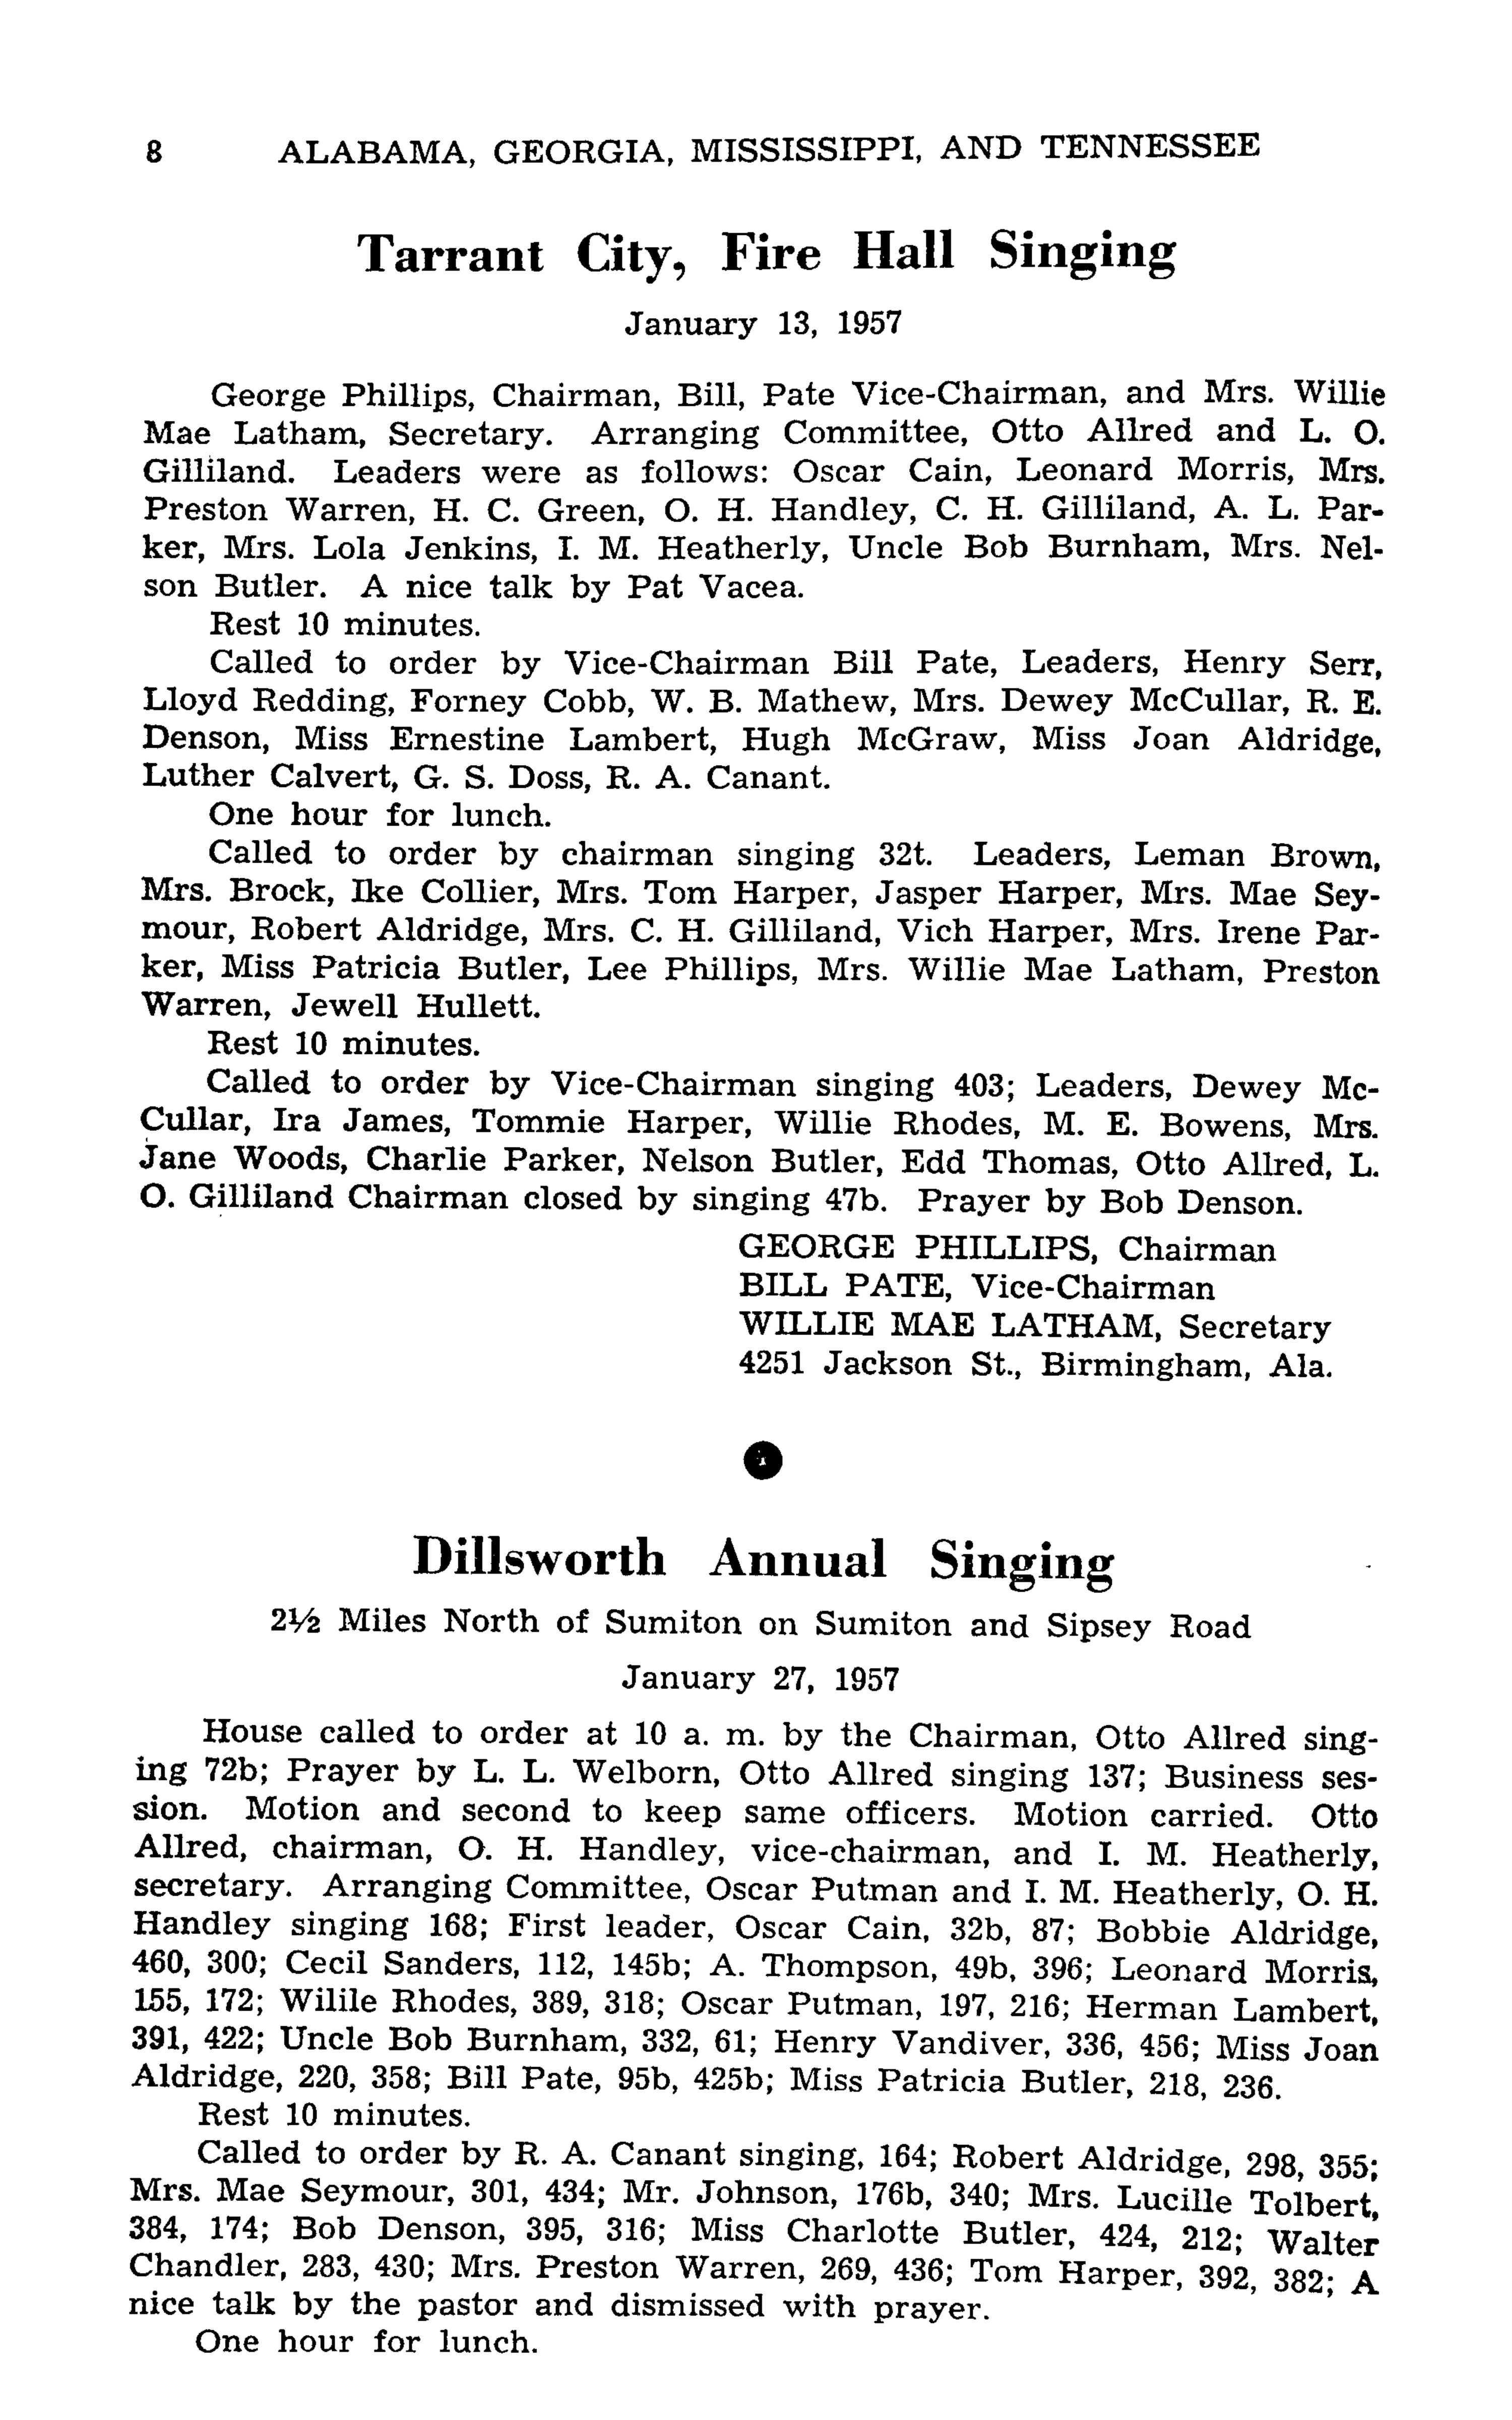 8 ALABAMA, GEORGIA, MISSISSIPPI, AND TENNESSEE
Tarrant City, Fire Hall Singing
January 13, 1957
George Phillips, Chairman, Bill, Pate Vice-Chairman, and Mrs. Willie
Mae Latham, Secretary. Arranging Committee, Otto Allred and L. O.
Gilliland. Leaders were as follows: Oscar Cain, Leonard Morris, Mrs.
Preston Warren, H. C. Green, O. H. Handley, C. H. Gilliland, A. L. Par-
ker, Mrs. Lola Jenkins, I. M. Heatherly, Uncle Bob Burnham, Mrs. Nel-
son Butler. A nice talk by Pat Vacea.
Rest 10 minutes.
Called to order by Vice-Chairman Bill Pate, Leaders, Henry Serr,
Lloyd Redding, Forney Cobb, W. B. Mathew, Mrs. Dewey McCullar, R. E.
Denson, Miss Ernestine Lambert, Hugh McGraw, Miss Joan Aldridge,
Luther Calvert, G. S. Doss, R. A. Canant.
One hour for lunch.
Called to order by chairman singing 32t. Leaders, Leman Brown,
Mrs. Brock, Ike Collier, Mrs. Tom Harper, Jasper Harper, Mrs. Mae Sey-
mour, Robert Aldridge, Mrs. C. H. Gilliland, Vich Harper, Mrs. Irene Par-
ker, Miss Patricia Butler, Lee Phillips, Mrs. Willie Mae Latham, Preston
Warren, Jewell Hullett.
Rest 10 minutes.
Called to order by Vice-Chairman singing 403; Leaders, Dewey Mc-
Cullar, Ira James, Tommie Harper, Willie Rhodes, M. E. Bowens, Mrs.
Jane Woods, Charlie Parker, Nelson Butler, Edd Thomas, Otto Allred, L.
O. Gilliland Chairman closed by singing 47b. Prayer by Bob Denson.
GEORGE PHILLIPS, Chairman
BILL PATE, Vice-Chairman
WILLIE MAE LATHAM, Secretary
4251 Jackson St., Birmingham, Ala.
Dillsworth Annual Singing
2½ Miles North of Sumiton on Sumiton and Sipsey Road
January 27, 1957
House called to order at 10 a. m. by the Chairman, Otto Allred sing-
ing 72b; Prayer by L. L. Welborn, Otto Allred singing 137; Business ses-
sion. Motion and second to keep same officers. Motion carried. Otto
Allred, chairman, O. H. Handley, vice-chairman, and I. M. Heatherly,
secretary. Arranging Committee, Oscar Putman and I. M. Heatherly, O. H.
Handley singing 168; First leader, Oscar Cain, 32b, 87; Bobbie Aldridge,
460, 300; Cecil Sanders, 112, 145b; A. Thompson, 49b, 396; Leonard Morris,
155, 172; Wilile Rhodes, 389, 318; Oscar Putman, 197, 216; Herman Lambert,
391, 422; Uncle Bob Burnham, 332, 61; Henry Vandiver, 336, 456; Miss Joan
Aldridge, 220, 358; Bill Pate, 95b, 425b; Miss Patricia Butler, 218, 236.
Rest 10 minutes.
Called to order by R. A. Canant singing, 164; Robert Aldridge, 298, 355;
Mrs. Mae Seymour, 301, 434; Mr. Johnson, 176b, 340; Mrs. Lucille Tolbert,
384, 174; Bob Denson, 395, 316; Miss Charlotte Butler, 424, 212; Walter
Chandler, 283, 430; Mrs. Preston Warren, 269, 436; Tom Harper, 392, 382; A
nice talk by the pastor and dismissed with prayer.
One hour for lunch.